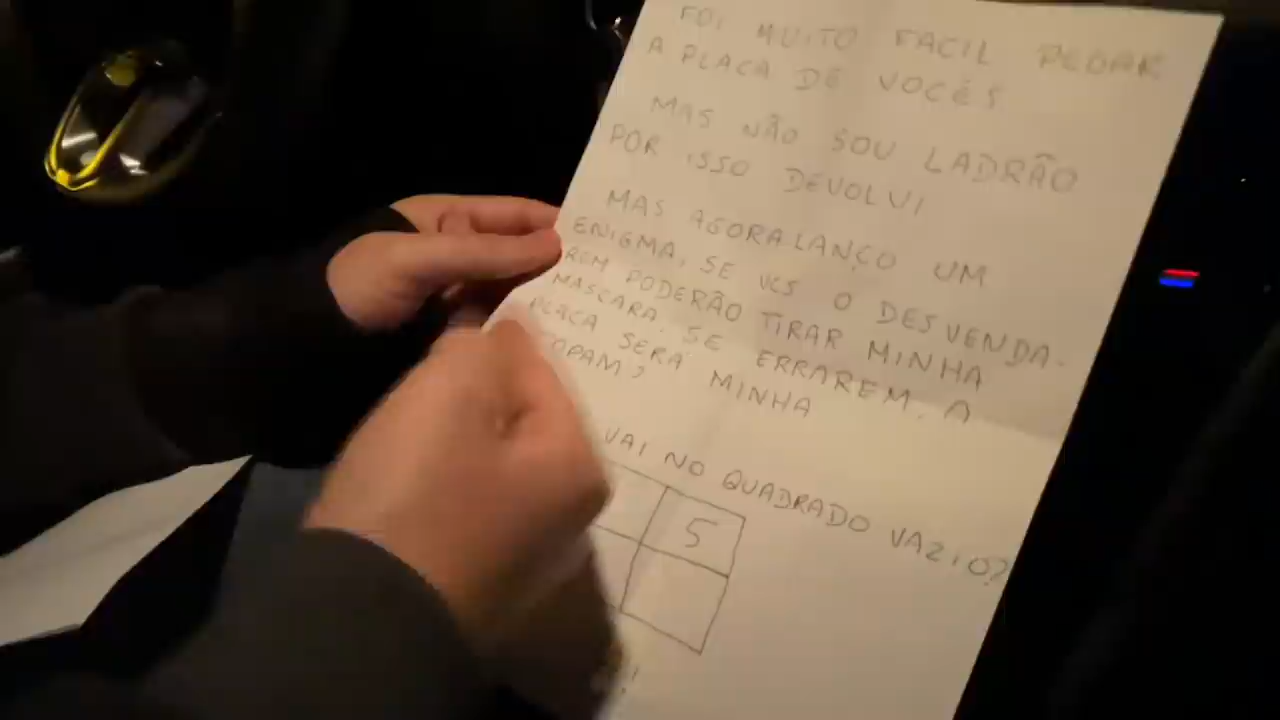 FOI MUITO FACIL PEGAR
A PLACA DE VOCÊS
MAS NÃO SOU LADRÃO
POR ISSO DEVOLVI
MAS AGORA LANÇO UM
ENIGMA, SE VCS O DESVENDA-
REM PODERÃO TIRAR MINHA
MASCARA. SE ERRAREM. A
PLACA SERÁ MINHA
TOPAM?
VAI NO QUADRADO VAZIO?
5